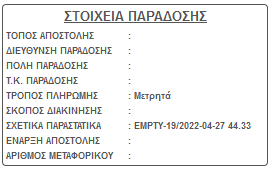 ΣΤΟΙΧΕΙΑ ΠΑΡΑΔΟΣΗΣ
ΤΟΠΟΣ ΑΠΟΣΤΟΛΗΣ :
ΔΙΕΥΘΥΝΣΗ ΠΑΡΑΔΟΣΗΣ :
ΠΟΛΗ ΠΑΡΑΔΟΣΗΣ :
Τ.Κ. ΠΑΡΑΔΟΣΗΣ :
ΤΡΟΠΟΣ ΠΛΗΡΩΜΗΣ : Μετρητά
ΣΚΟΠΟΣ ΔΙΑΚΙΝΗΣΗΣ :
ΣΧΕΤΙΚΑ ΠΑΡΑΣΤΑΤΙΚΑ : EMPTY-19/2022-04-27 44.33
ΕΝΑΡΞΗ ΑΠΟΣΤΟΛΗΣ :
ΑΡΙΘΜΟΣ ΜΕΤΑΦΟΡΙΚΟΥ :